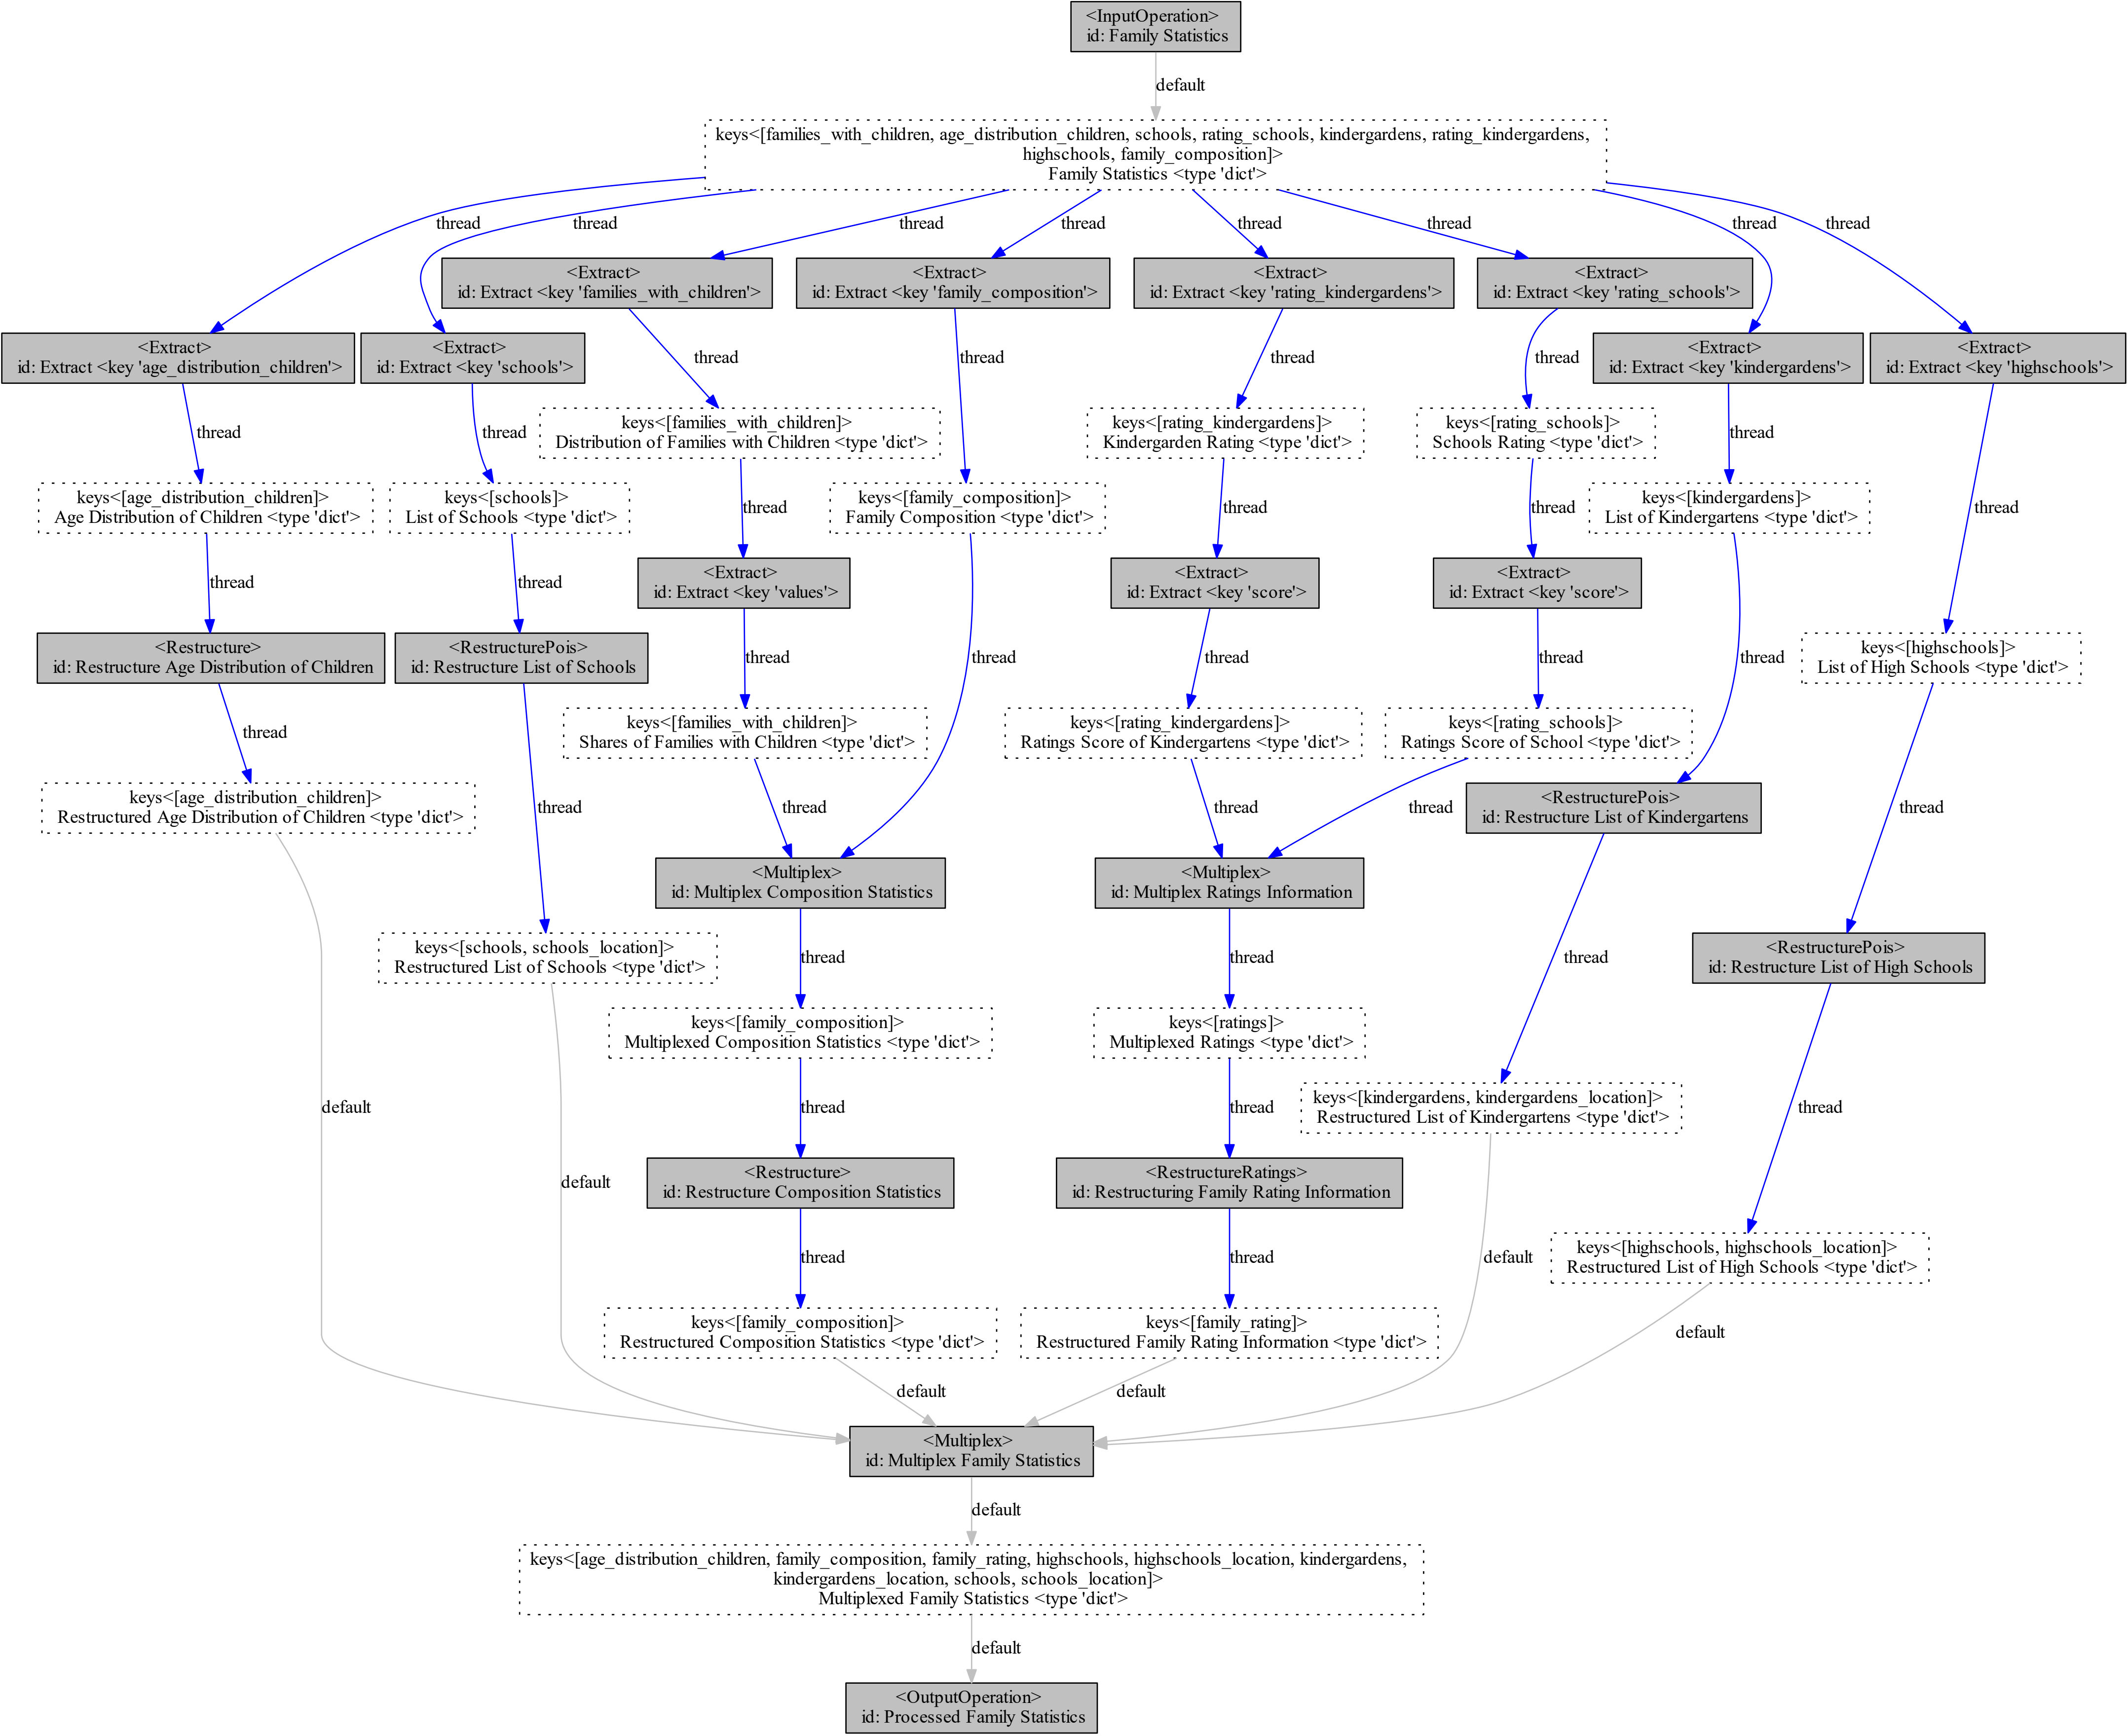 <InputOperation>
id: Family Statistics
default
keys<[families_with_children, age_distribution_children, schools, rating_schools, kindergardens, rating_kindergardens,
highschools, family_composition]>
Family Statistics <type 'dict'>
thread
thread
thread
thread
thread
thread
thread
thread
<Extract>
id: Extract <key 'families_with_children'>
<Extract>
id: Extract <key 'family_composition'>
<Extract>
id: Extract <key 'rating_kindergardens'>
<Extract>
id: Extract <key 'rating_schools'>
<Extract>
id: Extract <key 'age_distribution_children'>
<Extract>
id: Extract <key 'schools'>
thread
thread
thread
thread
<Extract>
id: Extract <key 'kindergardens'>
<Extract>
id: Extract <key 'highschools'>
thread
thread
keys<[families_with_children]>
Distribution of Families with Children <type 'dict'>
keys<[rating_kindergardens]>
Kindergarden Rating <type 'dict'>
keys<[rating_schools]>
Schools Rating <type 'dict'>
thread
keys<[age_distribution_children]>
Age Distribution of Children <type 'dict'>
keys<[schools]>
List of Schools <type 'dict'>
thread
keys<[family_composition]>
Family Composition <type 'dict'>
thread
thread
keys<[kindergardens]>
List of Kindergartens <type 'dict'>
thread
thread
thread
<Extract>
id: Extract <key 'values'>
<Extract>
id: Extract <key 'score'>
<Extract>
id: Extract <key 'score'>
<Restructure>
id: Restructure Age Distribution of Children
<RestructurePois>
id: Restructure List of Schools
thread
thread
thread
thread
thread
keys<[highschools]>
List of High Schools <type 'dict'>
thread
keys<[families_with_children]>
Shares of Families with Children <type 'dict'>
keys<[rating_kindergardens]>
Ratings Score of Kindergartens <type 'dict'>
keys<[rating_schools]>
Ratings Score of School <type 'dict'>
keys<[age_distribution_children]>
Restructured Age Distribution of Children <type 'dict'>
thread
thread
thread
thread
<RestructurePois>
id: Restructure List of Kindergartens
thread
<Multiplex>
id: Multiplex Composition Statistics
<Multiplex>
id: Multiplex Ratings Information
keys<[schools, schools_location]>
Restructured List of Schools <type 'dict'>
thread
thread
thread
<RestructurePois>
id: Restructure List of High Schools
keys<[family_composition]>
Multiplexed Composition Statistics <type 'dict'>
keys<[ratings]>
Multiplexed Ratings <type 'dict'>
default
thread
thread
keys<[kindergardens, kindergardens_location]>
Restructured List of Kindergartens <type 'dict'>
thread
default
<Restructure>
id: Restructure Composition Statistics
<RestructureRatings>
id: Restructuring Family Rating Information
thread
thread
default
keys<[highschools, highschools_location]>
Restructured List of High Schools <type 'dict'>
keys<[family_composition]>
Restructured Composition Statistics <type 'dict'>
keys<[family_rating]>
Restructured Family Rating Information <type 'dict'>
default
default
default
<Multiplex>
id: Multiplex Family Statistics
default
keys<[age_distribution_children, family_composition, family_rating, highschools, highschools_location, kindergardens,
kindergardens_location, schools, schools_location]>
Multiplexed Family Statistics <type 'dict'>
default
<OutputOperation>
id: Processed Family Statistics